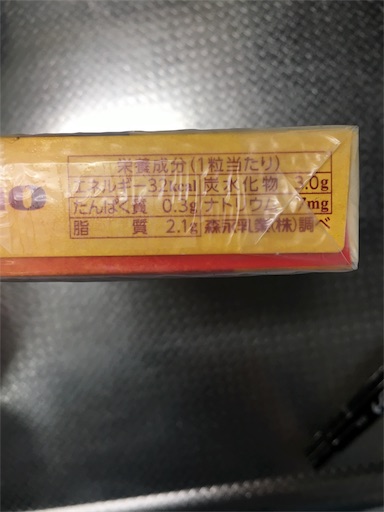 栄養成分(1粒当たり)
エネルギー 32kcal 炭水化物 3.0g
たんぱく質 0.3g ナトリウム 7mg
脂 質 2.1g 森永乳業(株)調べ